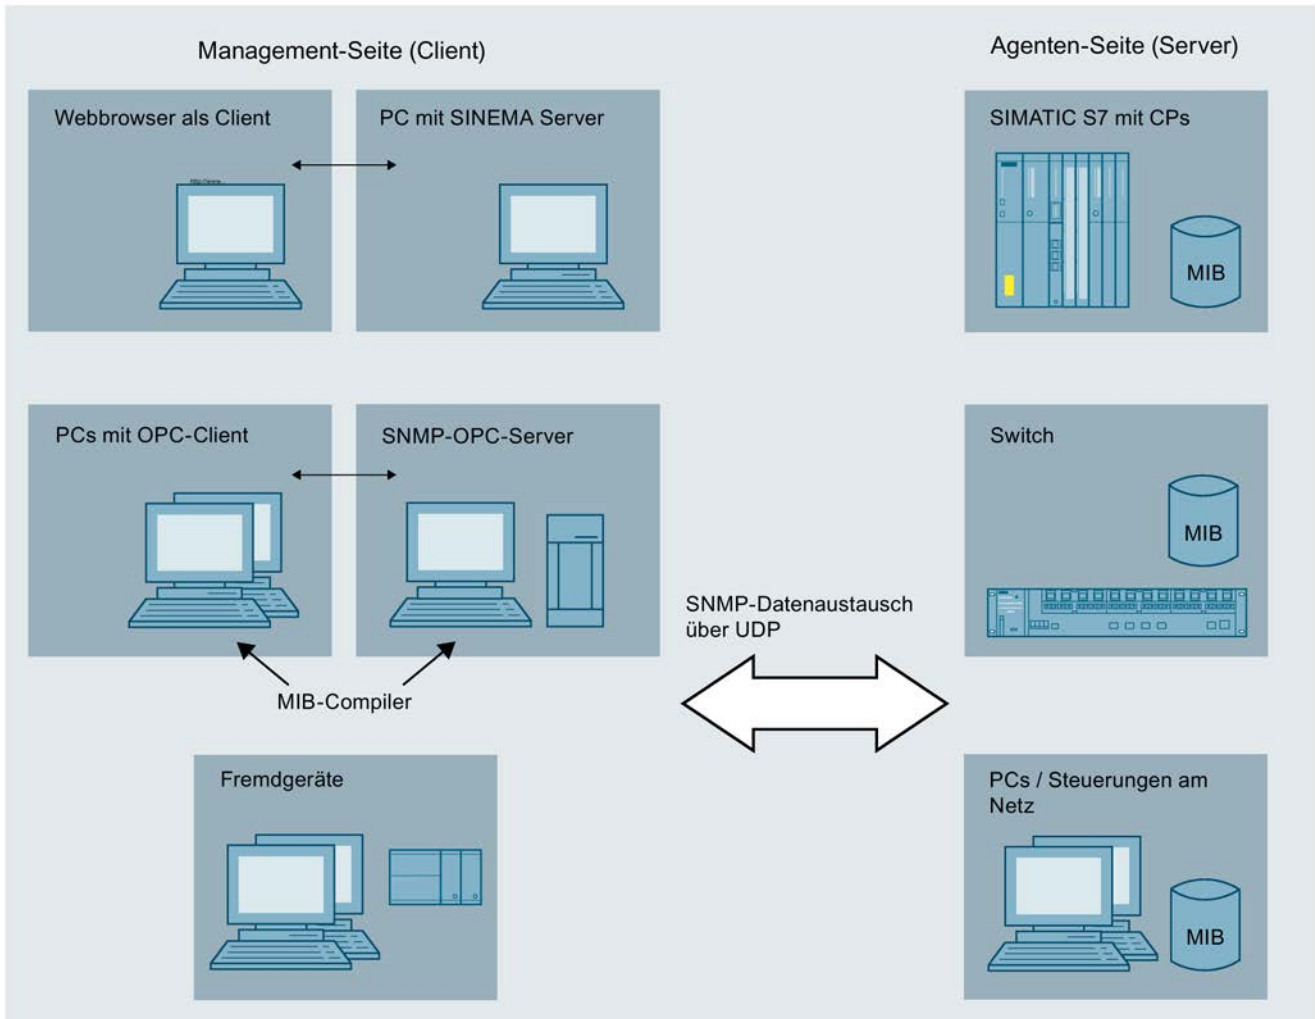 Management-Seite (Client)
Agenten-Seite (Server)
Webbrowser als Client
PC mit SINEMA Server
SIMATIC S7 mit CPs
MIB
PCs mit OPC-Client
SNMP-OPC-Server
Switch
MIB
SNMP-Datenaustausch
über UDP
MIB-Compiler
Fremdgeräte
PCs / Steuerungen am
Netz
MIB